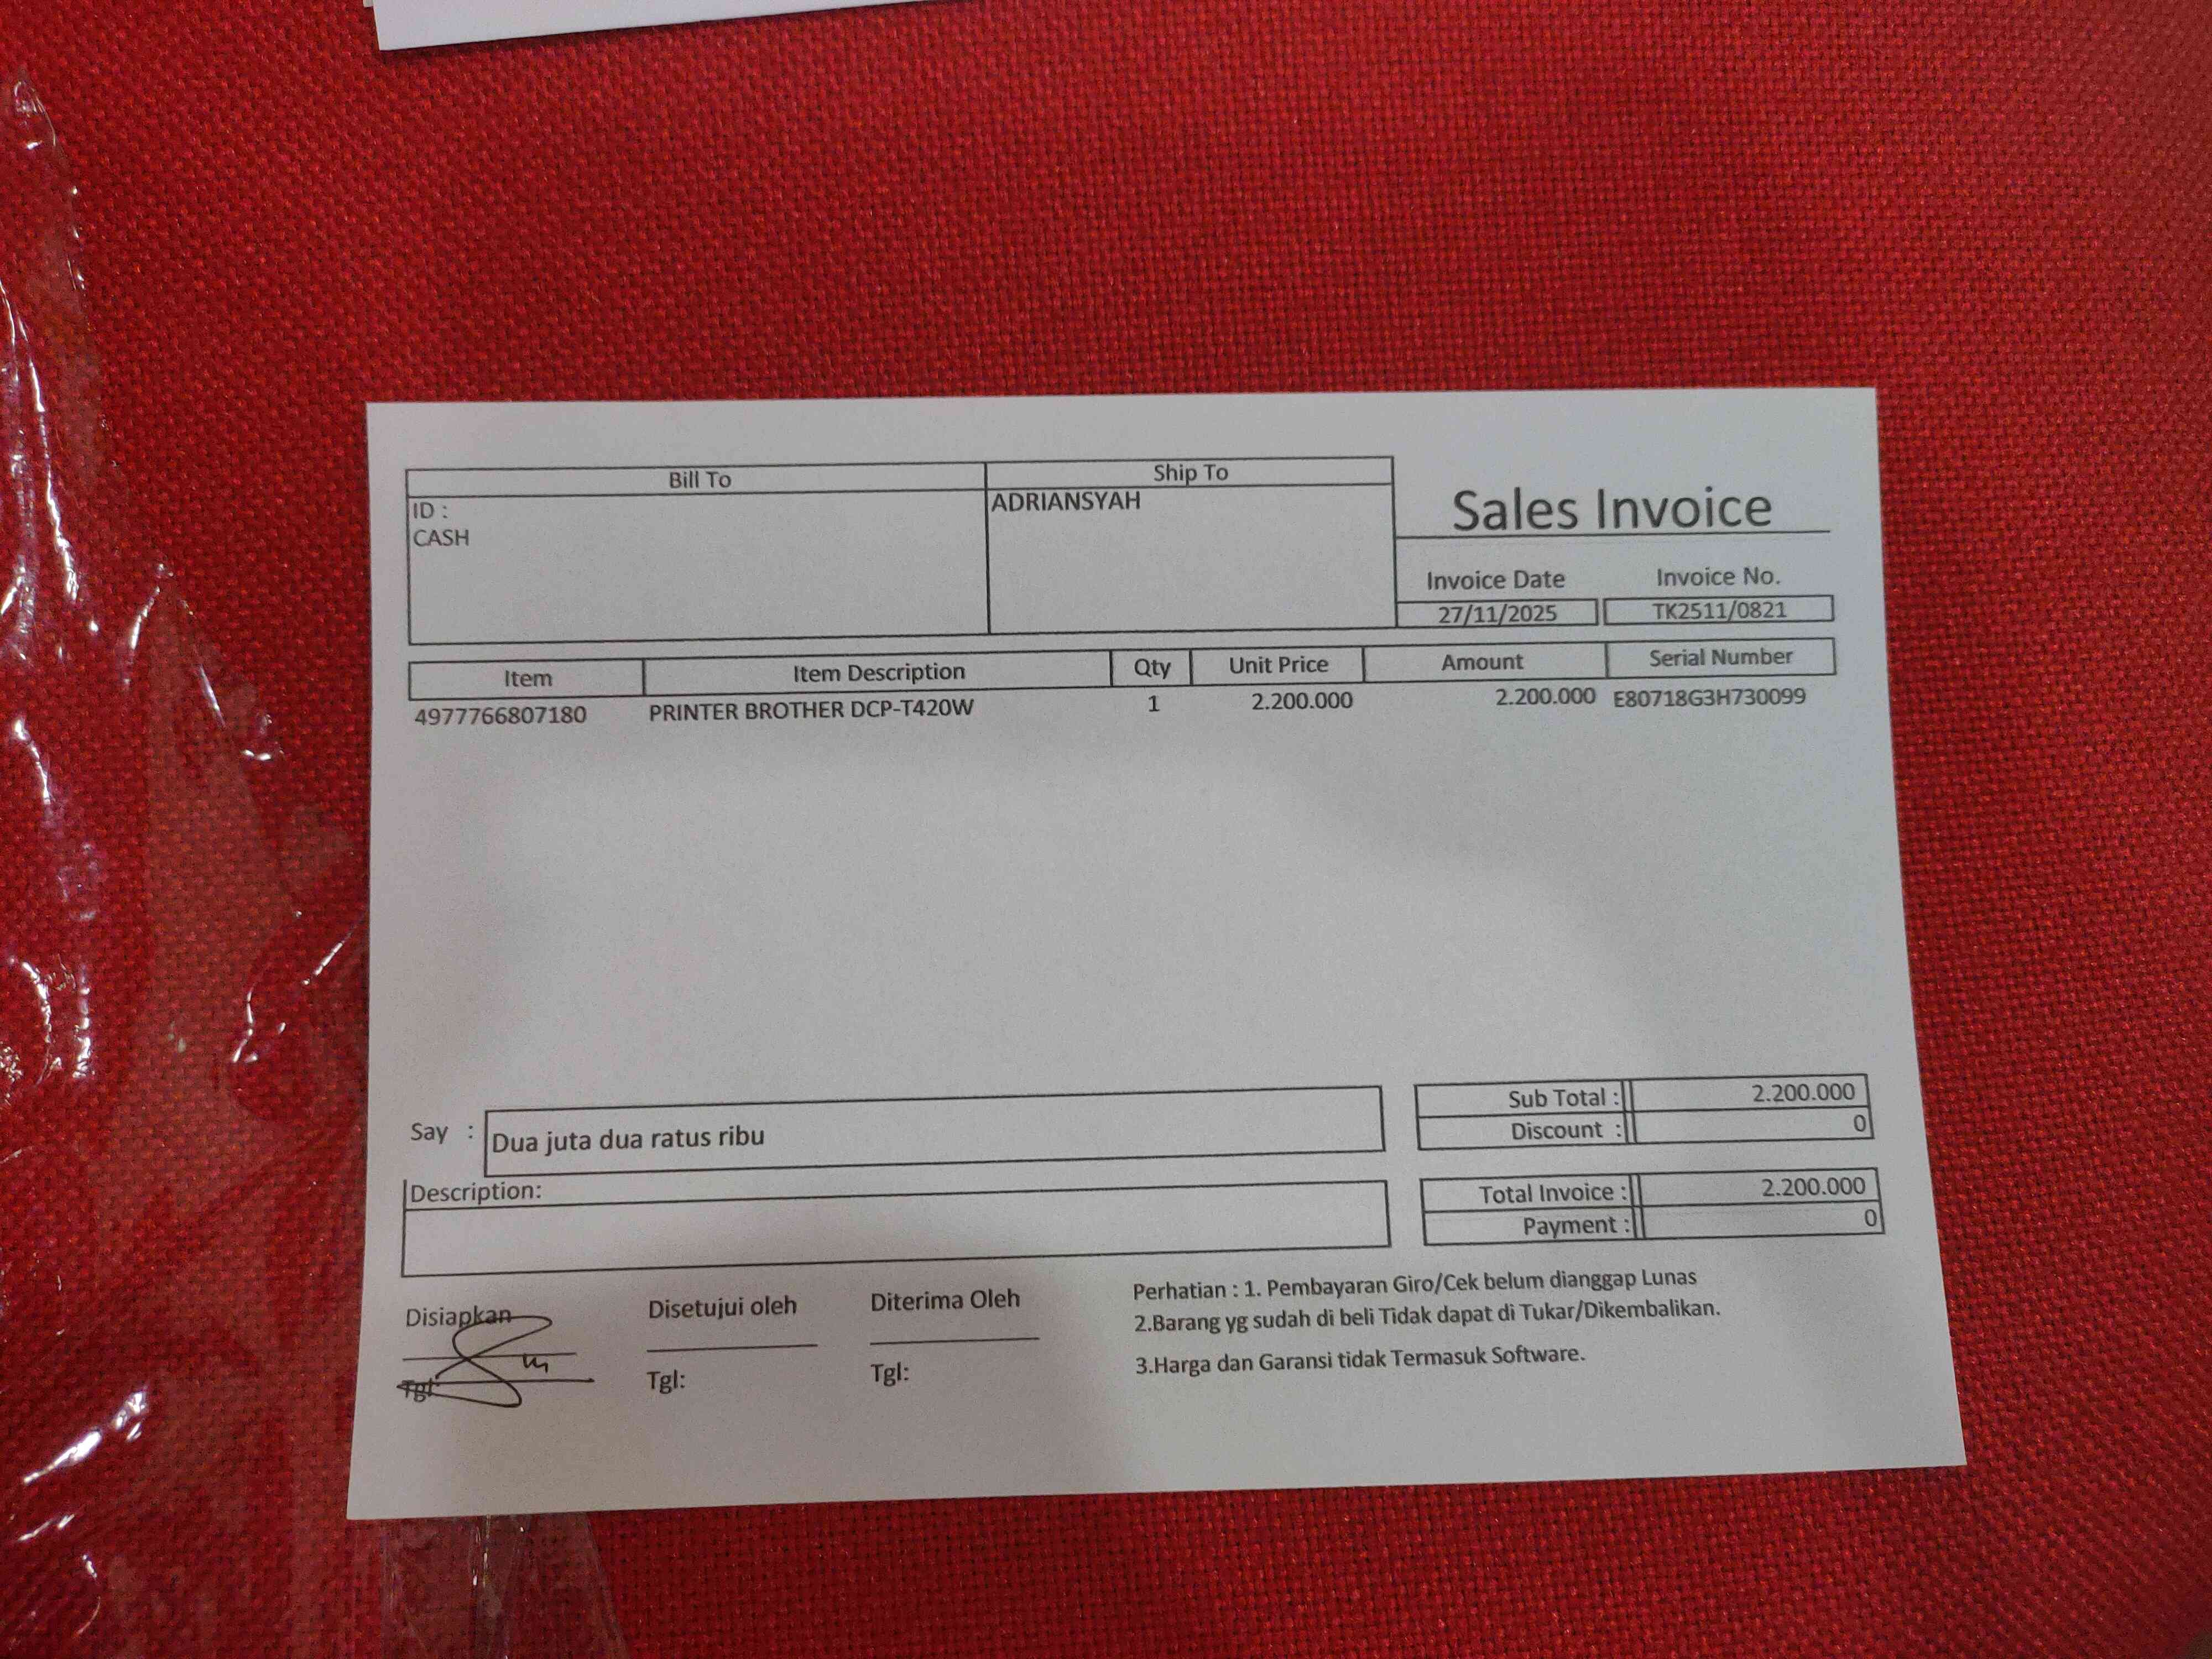 Bill To Ship To
ID :
CASH
ADRIANSYAH
Sales Invoice
Invoice Date Invoice No.
27/11/2025 TK2511/0821
Item Item Description Qty Unit Price Amount Serial Number
4977766807180 PRINTER BROTHER DCP-T420W 1 2.200.000 2.200.000 E80718G3H730099
Say : Dua juta dua ratus ribu
Sub Total : 2.200.000
Discount : 0
Description:
Total Invoice : 2.200.000
Payment : 0
Disiapkan Disetujui oleh Diterima Oleh
Tgl: Tgl: Tgl:
Perhatian : 1. Pembayaran Giro/Cek belum dianggap Lunas
2.Barang yg sudah di beli Tidak dapat di Tukar/Dikembalikan.
3.Harga dan Garansi tidak Termasuk Software.